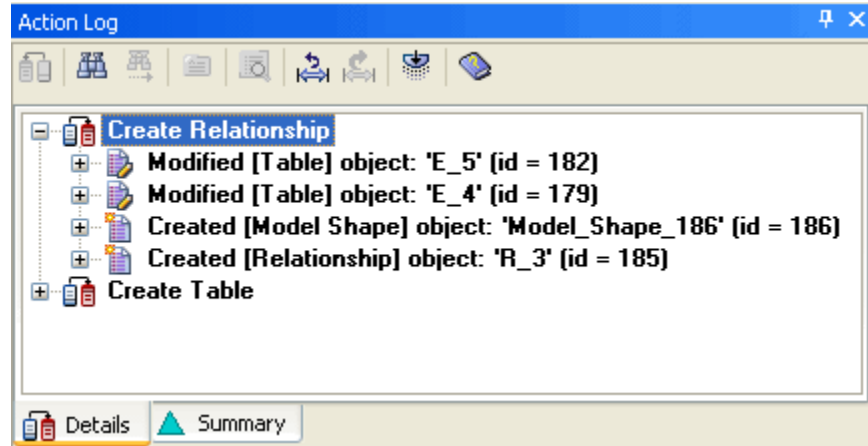 Action Log
Create Relationship
Modified [Table] object: 'E_5' (id = 182)
Modified [Table] object: 'E_4' (id = 179)
Created [Model Shape] object: 'Model_Shape_186' (id = 186)
Created [Relationship] object: 'R_3' (id = 185)
Create Table
Details Summary